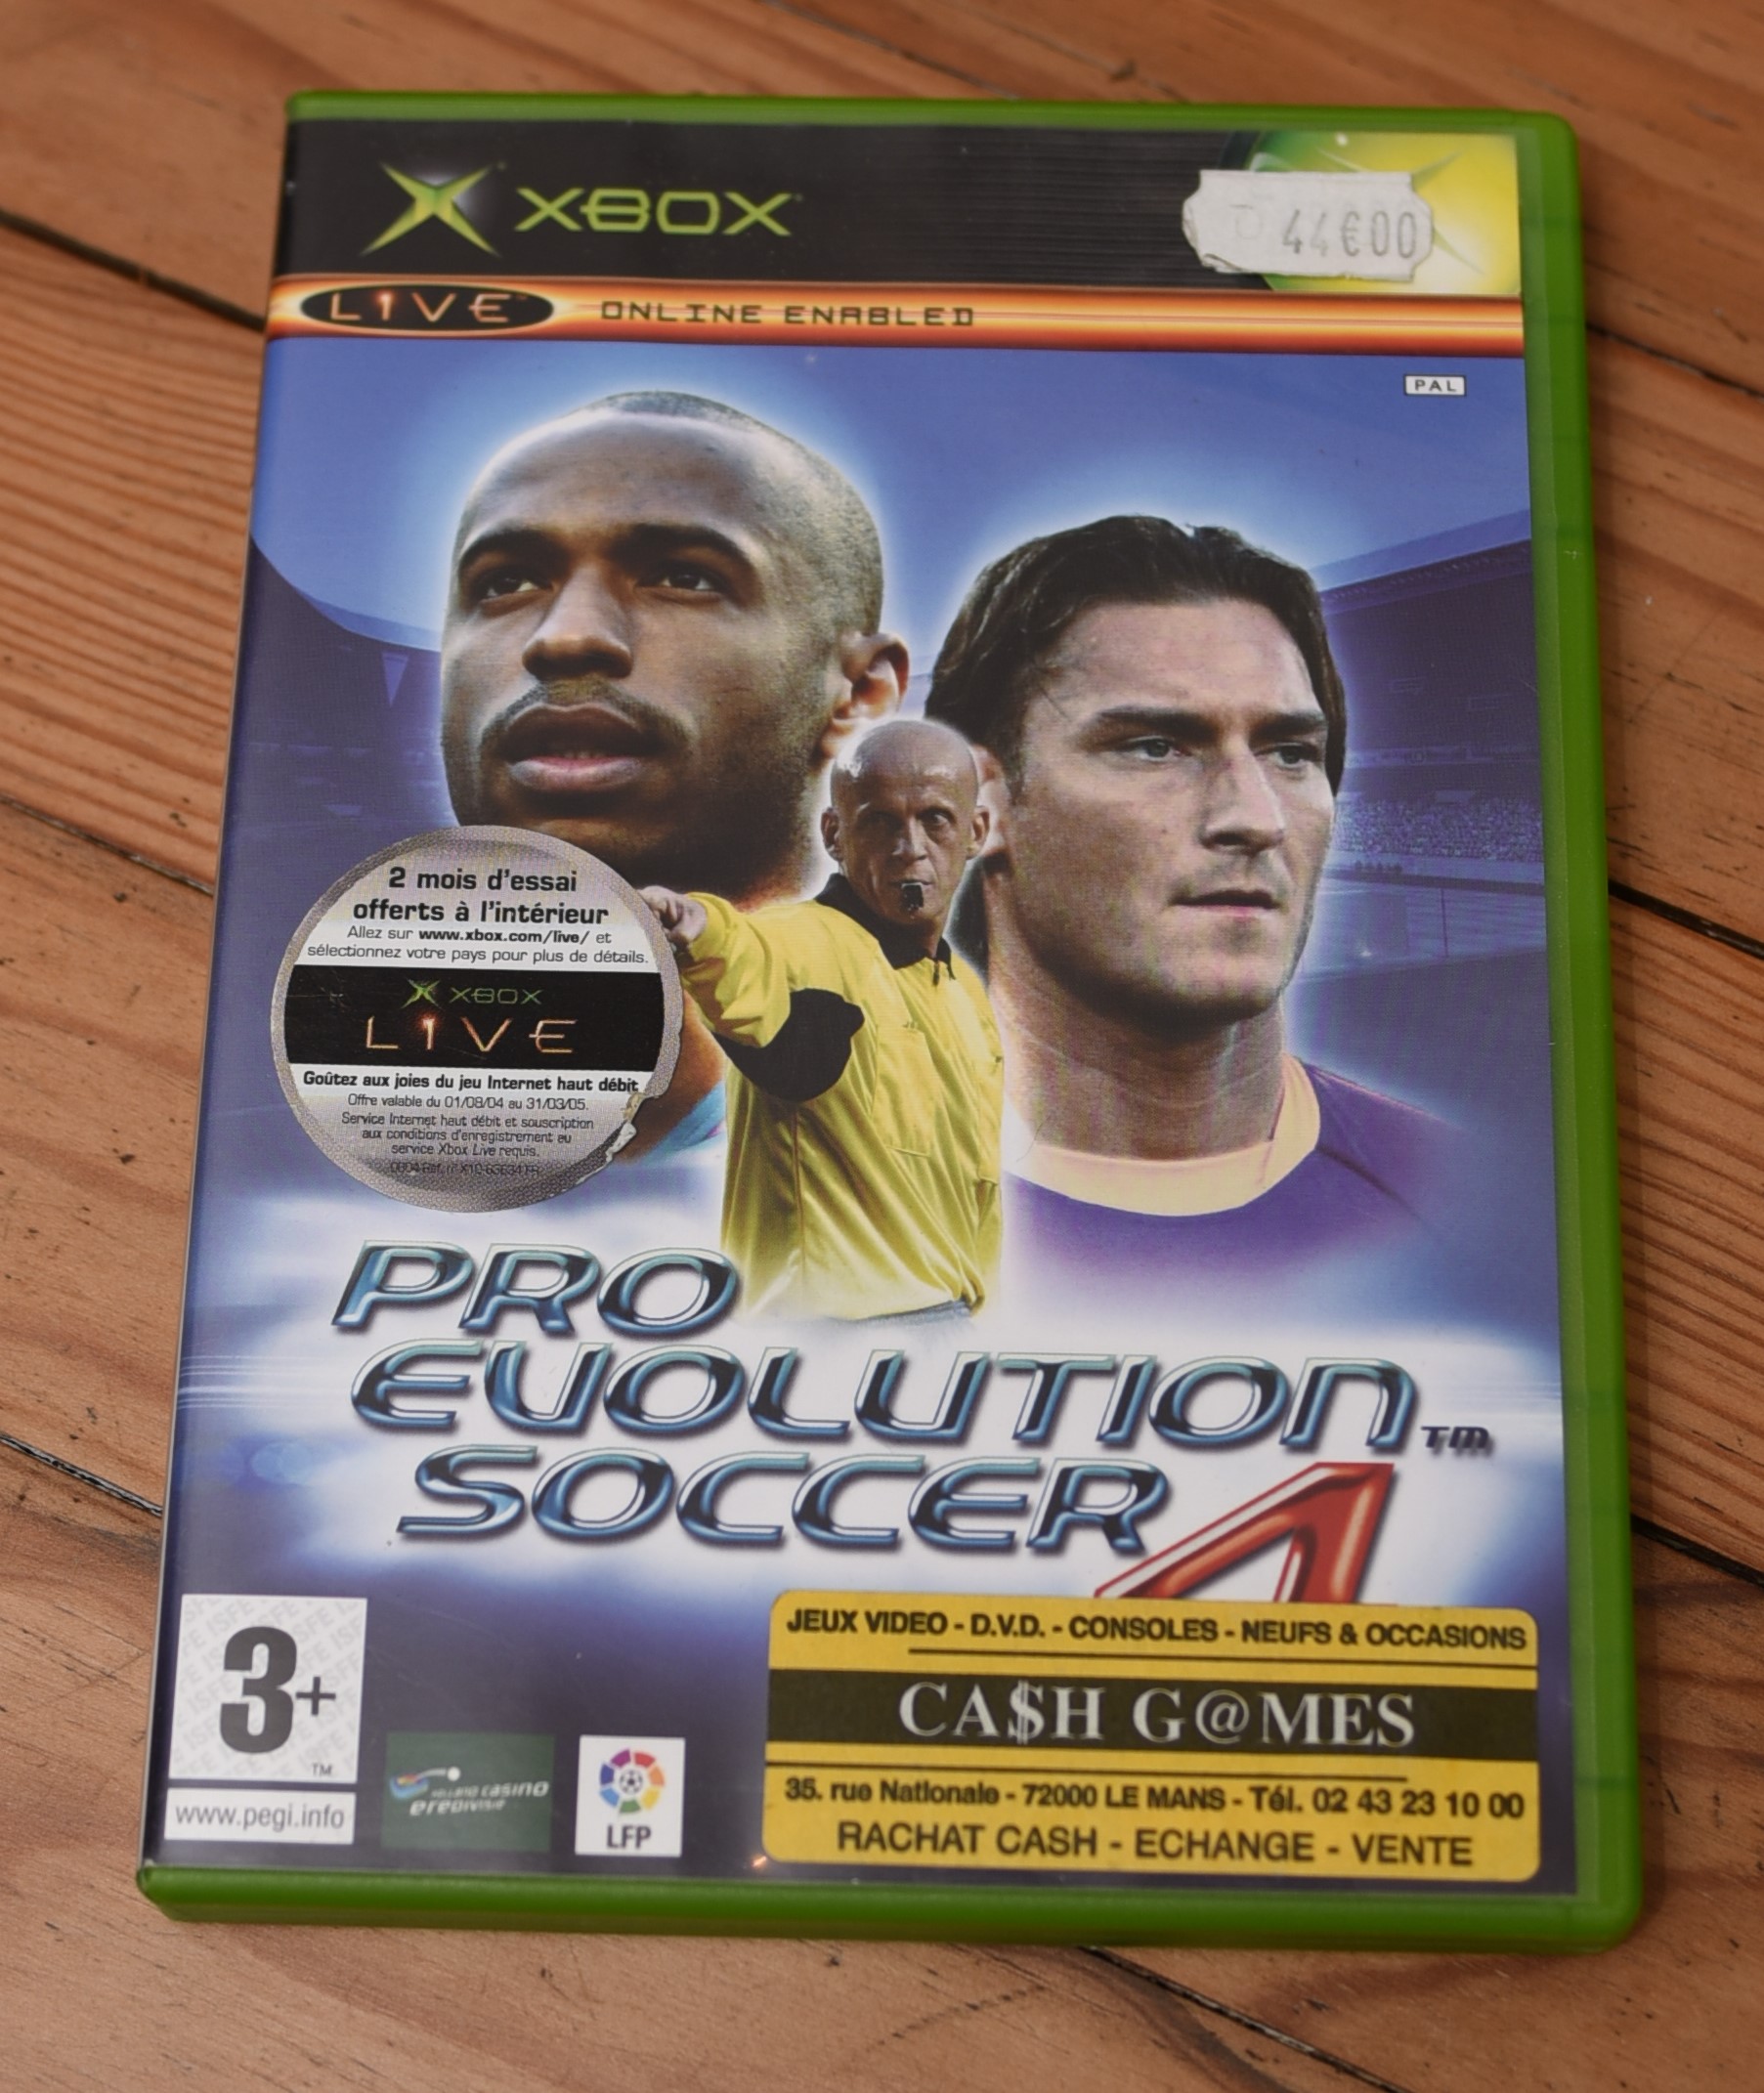 XBOX
44€00
LIVE ONLINE ENABLED
PAL
2 mois d'essai
offerts à l'intérieur
Allez sur www.xbox.com/live/ et
sélectionnez votre pays pour plus de détails.
XBOX
LIVE
Goûtez aux joies du jeu Internet haut débit
Offre valable du 01/08/04 au 31/03/05.
Service Internet haut débit et souscription
aux conditions d'enregistrement au
service Xbox Live requis.
PRO
EVOLUTION™
SOCCER 4
JEUX VIDEO - D.V.D. - CONSOLES - NEUFS & OCCASIONS
CA$H G@MES
35. rue Nationale - 72000 LE MANS - Tél. 02 43 23 10 00
RACHAT CASH - ECHANGE - VENTE
3+
TM
www.pegi.info
casino
eredivisie
LFP